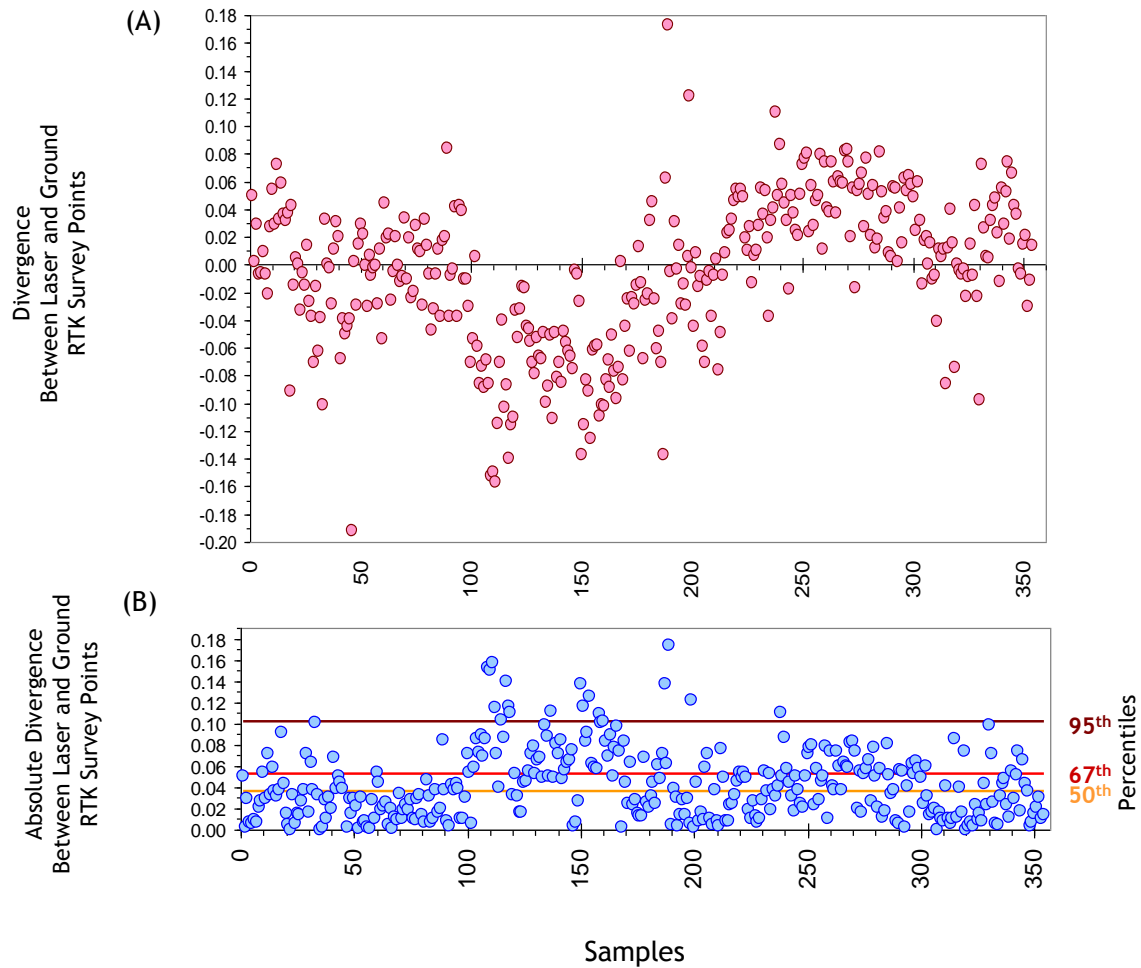 (A)
Divergence
Between Laser and Ground
RTK Survey Points
0.18
0.16
0.14
0.12
0.10
0.08
0.06
0.04
0.02
0.00
-0.02
-0.04
-0.06
-0.08
-0.10
-0.12
-0.14
-0.16
-0.18
-0.20
0 50 100 150 200 250 300 350
(B)
Absolute Divergence
Between Laser and Ground
RTK Survey Points
0.18
0.16
0.14
0.12
0.10
0.08
0.06
0.04
0.02
0.00
0 50 100 150 200 250 300 350
95th
67th
50th
Percentiles
Samples